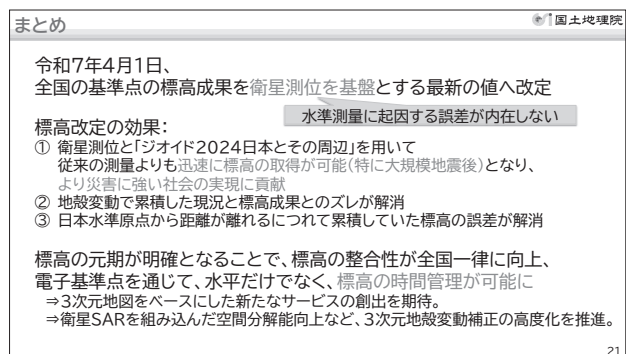 まとめ
国土地理院
令和7年4月1日、
全国の基準点の標高成果を衛星測位を基盤とする最新の値へ改定
水準測量に起因する誤差が内在しない
標高改定の効果：
① 衛星測位と「ジオイド2024日本とその周辺」を用いて
従来の測量よりも迅速に標高の取得が可能(特に大規模地震後)となり、
より災害に強い社会の実現に貢献
② 地殻変動で累積した現況と標高成果とのズレが解消
③ 日本水準原点から距離が離れるにつれて累積していた標高の誤差が解消
標高の元期が明確となることで、標高の整合性が全国一律に向上、
電子基準点を通じて、水平だけでなく、標高の時間管理が可能に
⇒3次元地図をベースにした新たなサービスの創出を期待。
⇒衛星SARを組み込んだ空間分解能向上など、3次元地殻変動補正の高度化を推進。
21